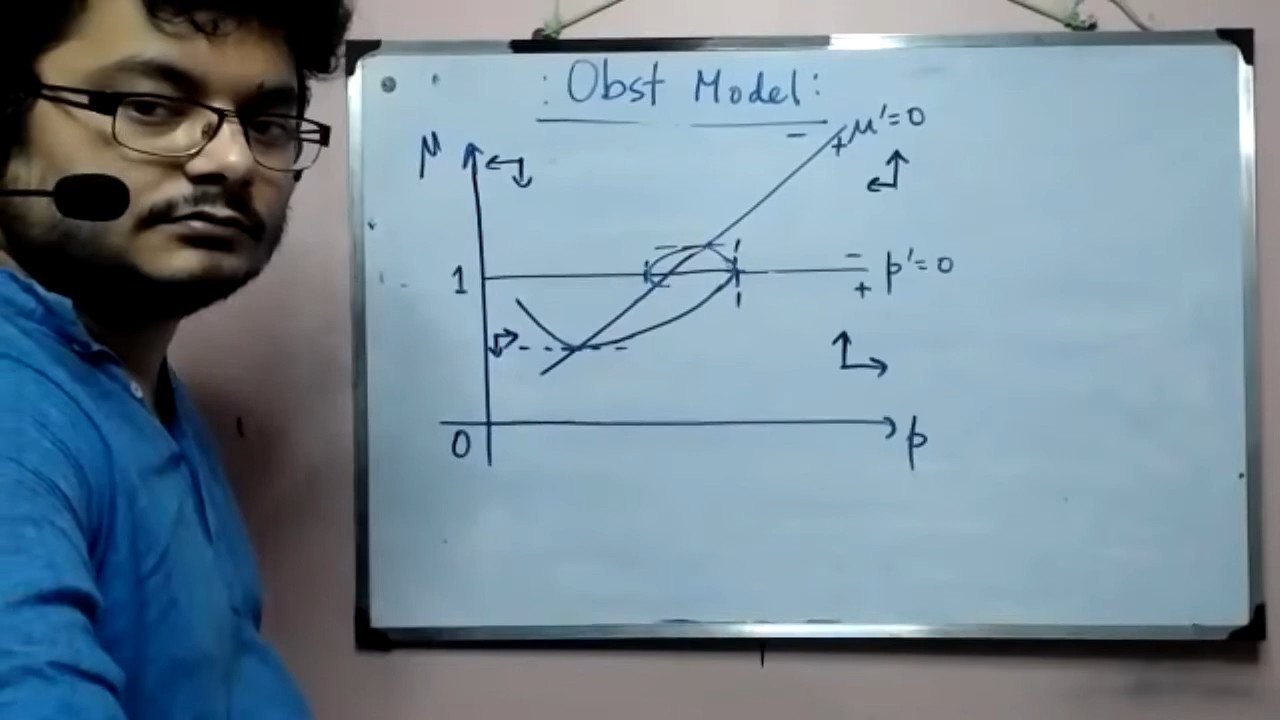 : Obst Model :
μ
- + μ'=0
1
- + p'=0
0
p